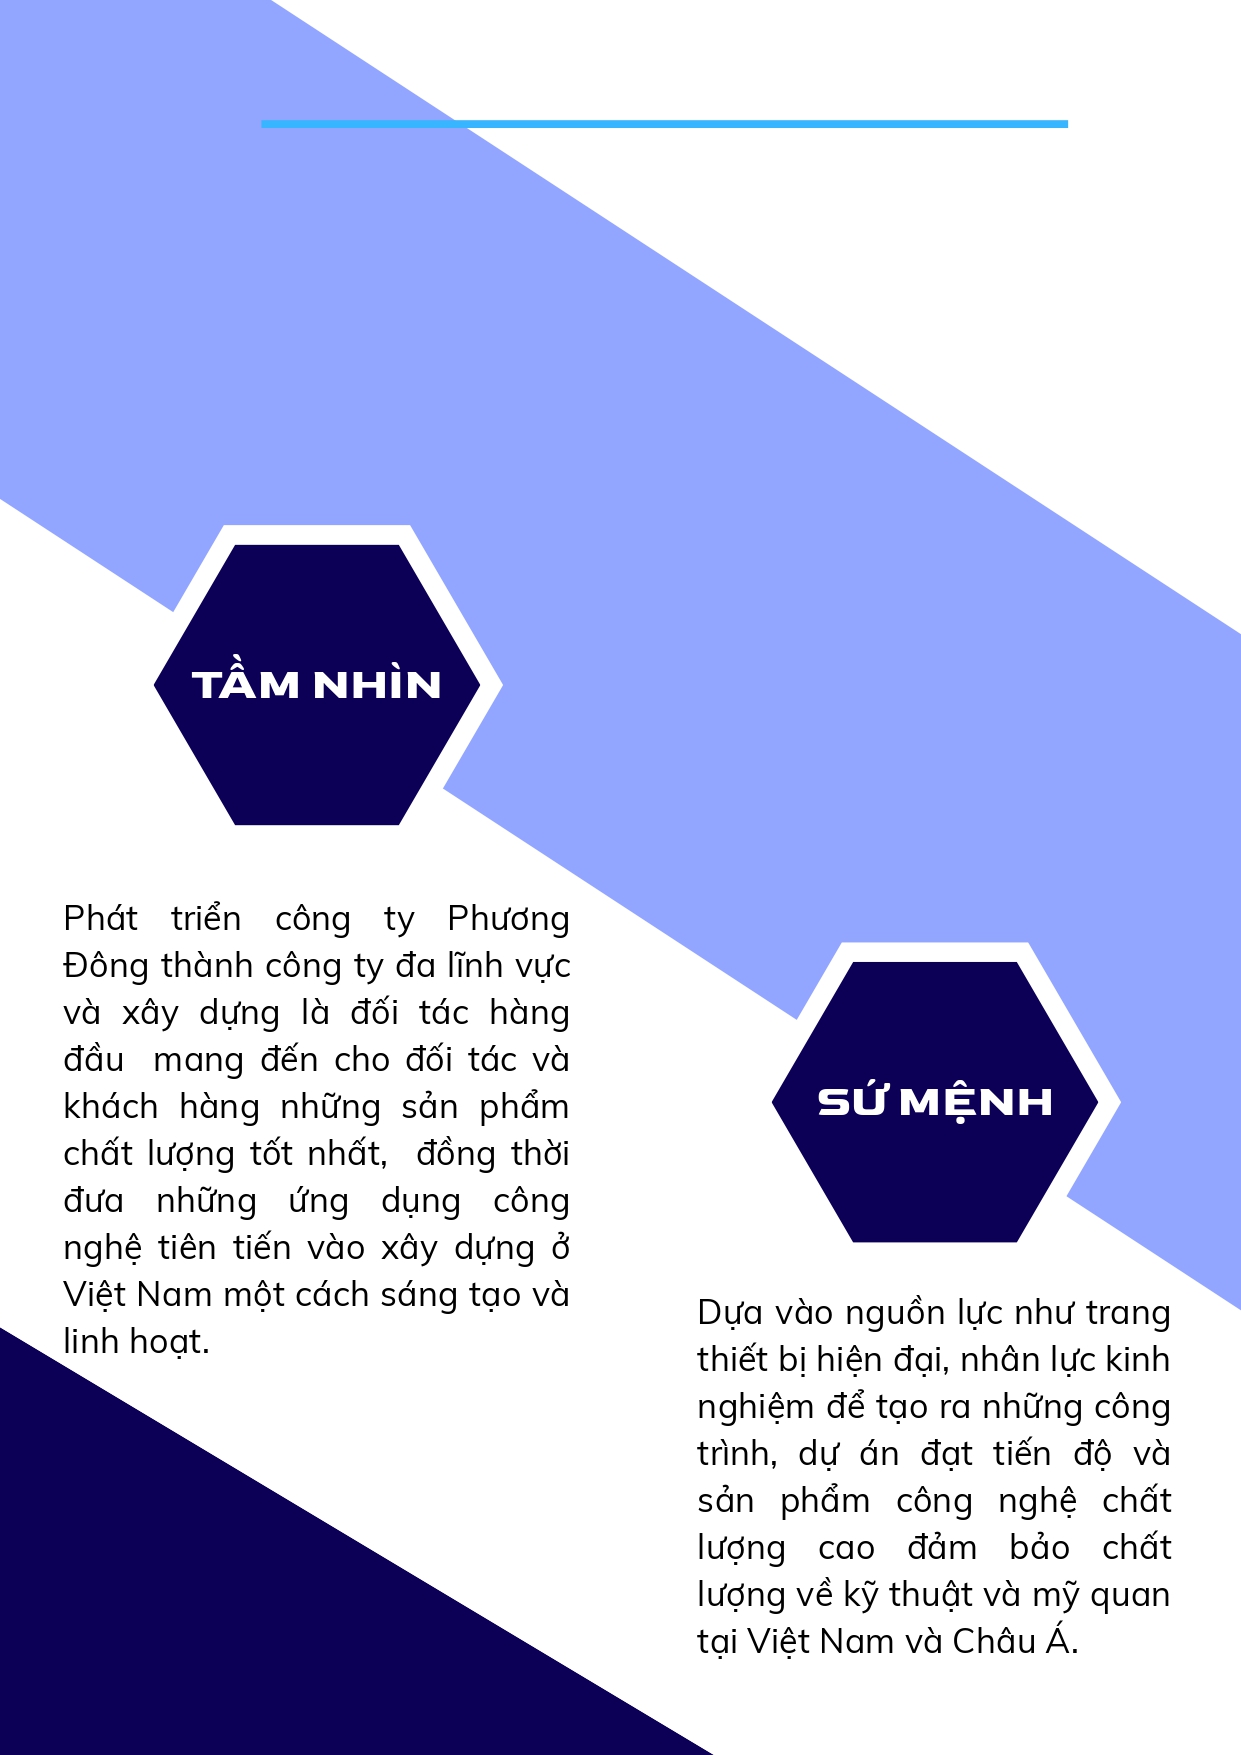 TẦM NHÌN
Phát triển công ty Phương
Đông thành công ty đa lĩnh vực
và xây dựng là đối tác hàng
đầu mang đến cho đối tác và
khách hàng những sản phẩm
chất lượng tốt nhất, đồng thời
đưa những ứng dụng công
nghệ tiên tiến vào xây dựng ở
Việt Nam một cách sáng tạo và
linh hoạt.
SỨ MỆNH
Dựa vào nguồn lực như trang
thiết bị hiện đại, nhân lực kinh
nghiệm để tạo ra những công
trình, dự án đạt tiến độ và
sản phẩm công nghệ chất
lượng cao đảm bảo chất
lượng về kỹ thuật và mỹ quan
tại Việt Nam và Châu Á.